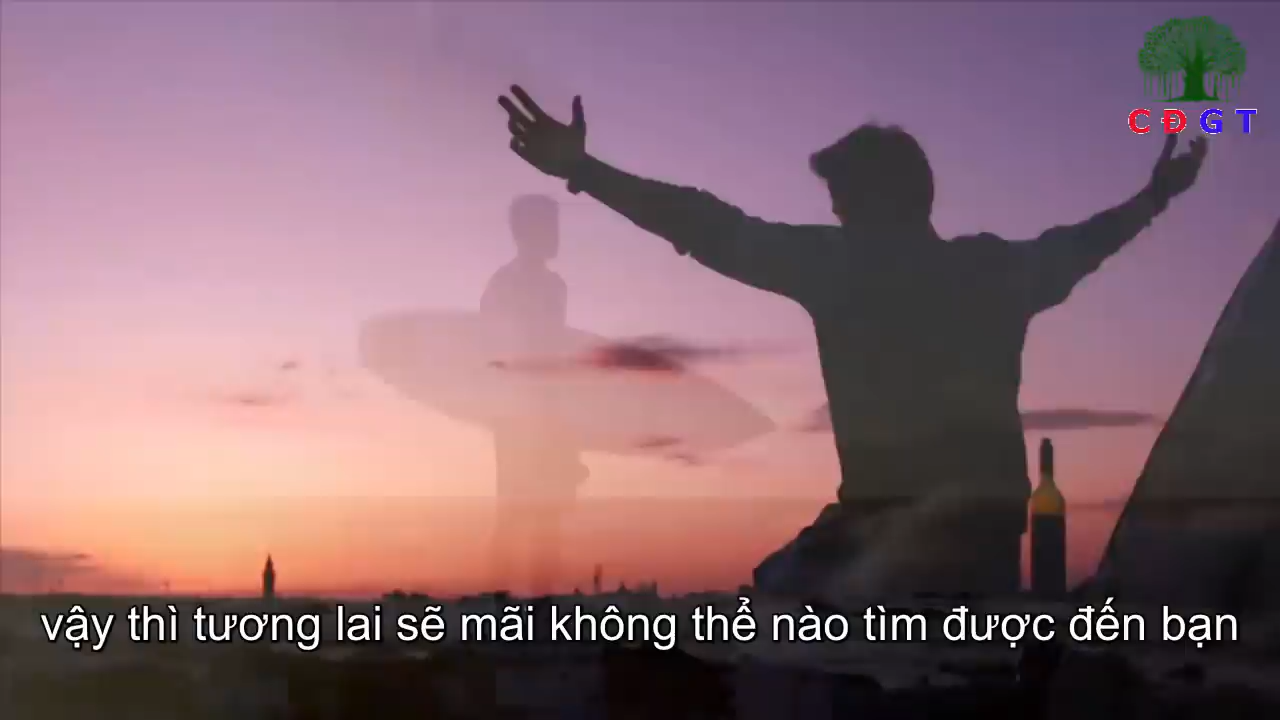 CĐGT
vậy thì tương lai sẽ mãi không thể nào tìm được đến bạn